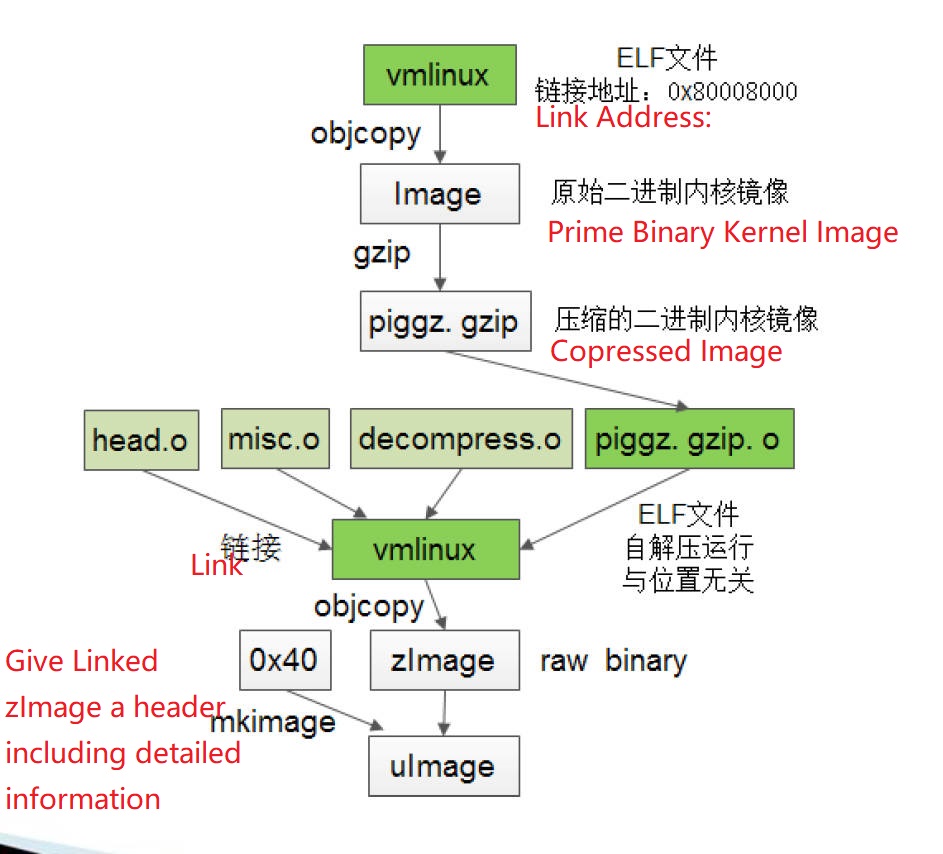 vmlinux
ELF文件
链接地址：0x80008000
Link Address:
objcopy
Image
原始二进制内核镜像
Prime Binary Kernel Image
gzip
piggz. gzip
压缩的二进制内核镜像
Copressed Image
head.o
misc.o
decompress.o
piggz. gzip. o
链接
Link
vmlinux
ELF文件
自解压运行
与位置无关
objcopy
0x40
zImage
raw binary
Give Linked
zImage a header
including detailed
information
mkimage
uImage